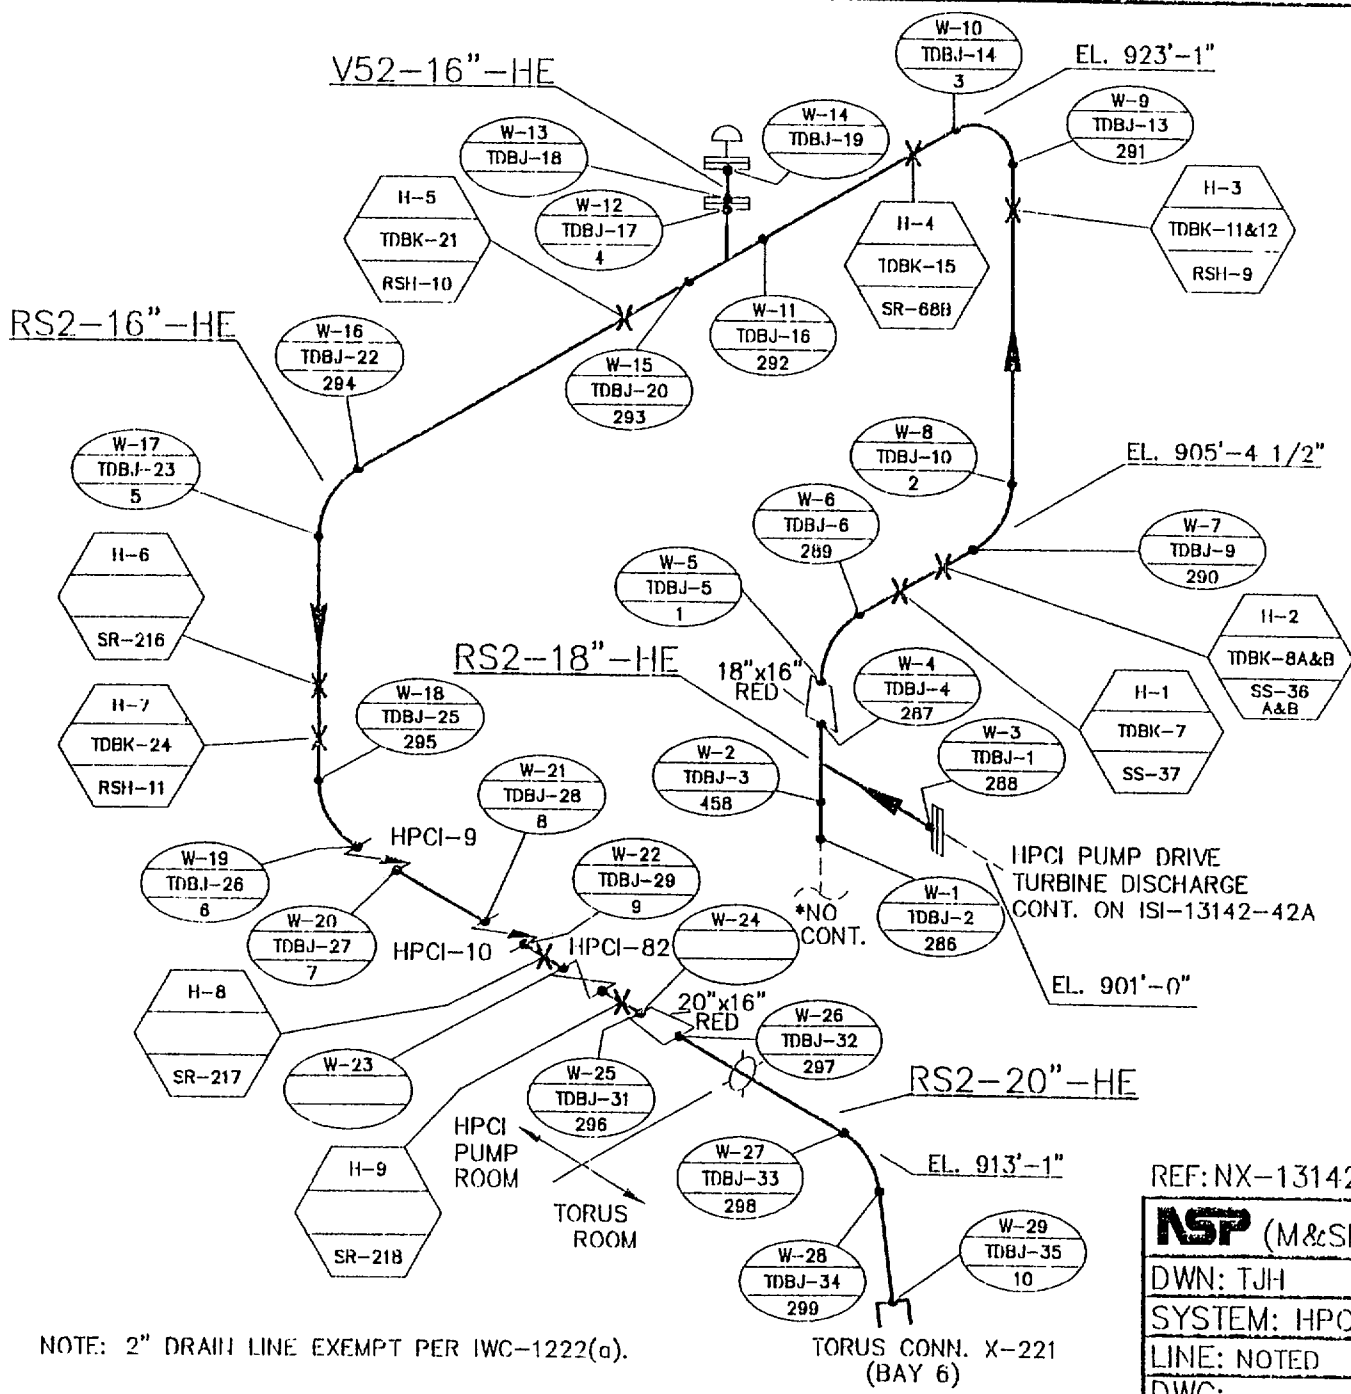 V52-16"-HE
W-10
TDBJ-14
3
EL. 923'-1"
W-9
TDBJ-13
291
W-14
TDBJ-19
W-13
TDBJ-18
W-12
TDBJ-17
4
H-5
TDBK-21
RSH-10
H-4
TDBK-15
SR-68B
H-3
TDBK-11&12
RSH-9
RS2-16"-HE
W-16
TDBJ-22
294
W-11
TDBJ-16
292
W-15
TDBJ-20
293
W-17
TDBJ-23
5
W-8
TDBJ-10
2
EL. 905'-4 1/2"
W-6
TDBJ-6
289
W-7
TDBJ-9
290
W-5
TDBJ-5
1
H-6
SR-216
H-2
TDBK-8A&B
SS-36
A&B
RS2-18"-HE
18"x16"
RED
W-4
TDBJ-4
287
H-1
TDBK-7
SS-37
H-7
TDBK-24
RSH-11
W-18
TDBJ-25
295
W-2
TDBJ-3
458
W-3
TDBJ-1
288
W-21
TDBJ-28
8
HPCI-9
W-19
TDBJ-26
6
W-22
TDBJ-29
9
HPCI PUMP DRIVE
TURBINE DISCHARGE
CONT. ON ISI-13142-42A
W-1
TDBJ-2
286
*NO
CONT.
W-20
TDBJ-27
7
HPCI-10
HPCI-82
W-24
EL. 901'-0"
H-8
SR-217
20"x16"
RED
W-26
TDBJ-32
297
W-23
W-25
TDBJ-31
296
RS2-20"-HE
HPCI
PUMP
ROOM
W-27
TDBJ-33
298
EL. 913'-1"
H-9
SR-218
TORUS
ROOM
W-28
TDBJ-34
299
W-29
TDBJ-35
10
REF: NX-13142
NSP (M&S
DWN: TJH
SYSTEM: HPC
LINE: NOTED
DWG:
NOTE: 2" DRAIN LINE EXEMPT PER IWC-1222(a).
TORUS CONN. X-221
(BAY 6)